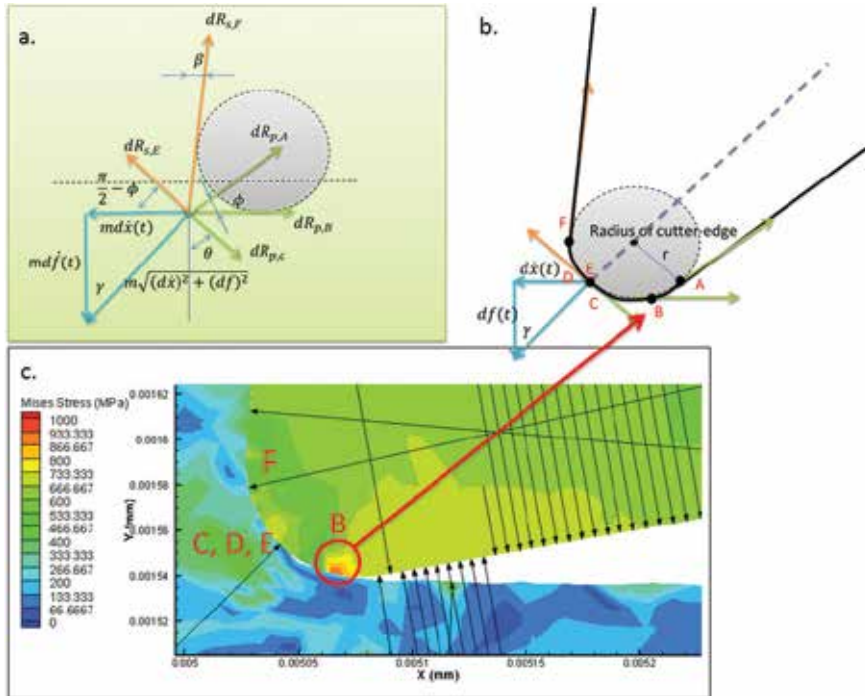 a.
dR_{s,F}
β
dR_{s,E}
dR_{p,A}
π/2 − ϕ
ϕ
mdẋ(t)
dR_{p,B}
mdḟ(t)
θ
dR_{p,c}
γ
m√(dẋ)² + (df)²
b.
F
Radius of cutter edge
r
dẋ(t)
D
E
A
C
B
df(t)
γ
c.
Mises Stress (MPa)
1000
933.333
866.667
800
733.333
666.667
600
533.333
466.6667
400
333.333
266.667
200
133.333
66.6667
0
Y (mm)
0.00162
0.0016
0.00158
0.00156
0.00154
0.00152
F
B
C, D, E
0.005
0.00505
0.0051
0.00515
0.0052
X (mm)